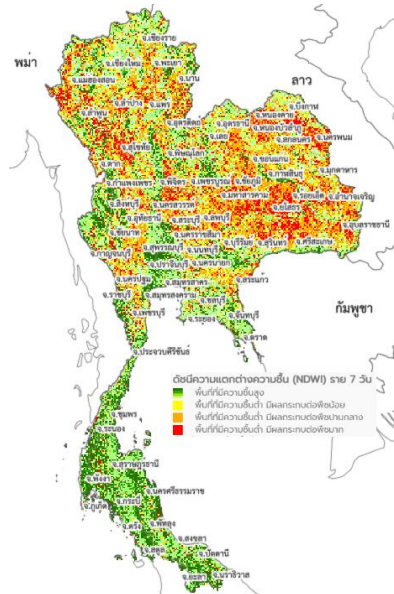 จ.เชียงราย
พม่า
จ.เชียงใหม่
จ.พะเยา
จ.แม่ฮ่องสอน
จ.น่าน
ลาว
จ.ลำปาง
จ.แพร่
จ.ลำพูน
จ.อุตรดิตถ์
จ.บึงกาฬ
จ.หนองคาย
จ.อุดรธานี
จ.หนองบัวลำภู
จ.เลย
จ.สกลนคร
จ.นครพนม
จ.สุโขทัย
จ.พิษณุโลก
จ.ตาก
จ.ขอนแก่น
จ.มุกดาหาร
จ.กำแพงเพชร
จ.พิจิตร
จ.เพชรบูรณ์
จ.ชัยภูมิ
จ.กาฬสินธุ์
จ.มหาสารคาม
จ.ร้อยเอ็ด
จ.อำนาจเจริญ
จ.สิงห์บุรี
จ.นครสวรรค์
จ.ยโสธร
จ.อุทัยธานี
จ.สระบุรี
จ.ลพบุรี
จ.อุบลราชธานี
จ.ชัยนาท
จ.นครราชสีมา
จ.สุพรรณบุรี
จ.นนทบุรี
จ.บุรีรัมย์
จ.สุรินทร์
จ.ศรีสะเกษ
จ.กาญจนบุรี
จ.ปราจีนบุรี
จ.นครนายก
จ.นครปฐม
จ.สมุทรสาคร
จ.สระแก้ว
จ.ราชบุรี
จ.สมุทรสงคราม
จ.ชลบุรี
กัมพูชา
จ.เพชรบุรี
จ.ระยอง
จ.จันทบุรี
จ.ตราด
จ.ประจวบคีรีขันธ์
ดัชนีความแตกต่างความชื้น (NDWI) ราย 7 วัน
พื้นที่ที่มีความชื้นสูง
พื้นที่ที่มีความชื้นต่ำ มีผลกระทบต่อพืชน้อย
พื้นที่ที่มีความชื้นต่ำ มีผลกระทบต่อพืชปานกลาง
พื้นที่ที่มีความชื้นต่ำ มีผลกระทบต่อพืชมาก
จ.ชุมพร
จ.ระนอง
จ.สุราษฎร์ธานี
จ.พังงา
จ.นครศรีธรรมราช
จ.กระบี่
จ.ภูเก็ต
จ.ตรัง
จ.พัทลุง
จ.สงขลา
จ.สตูล
จ.ปัตตานี
จ.ยะลา
จ.นราธิวาส